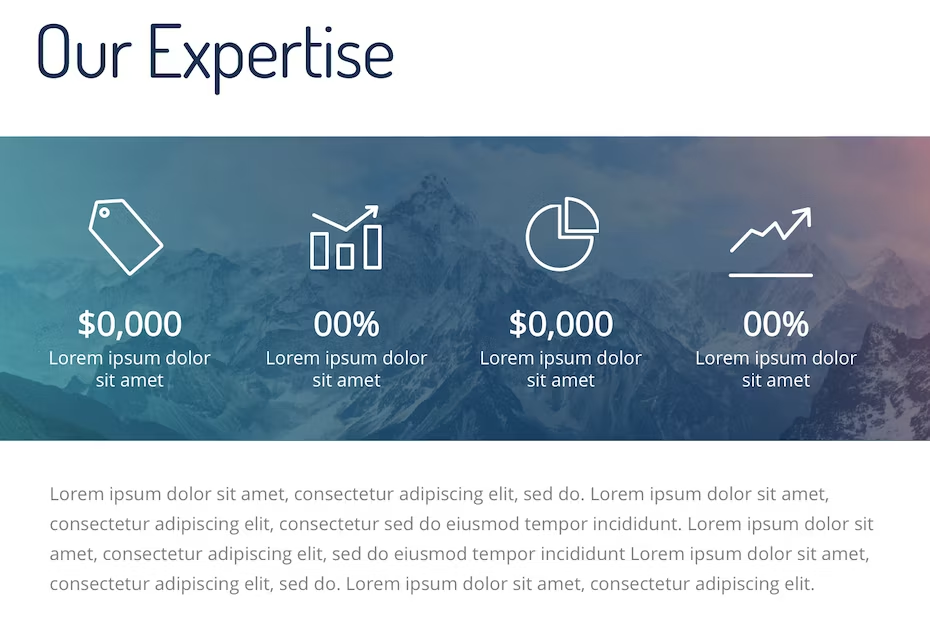 Our Expertise
$0,000
Lorem ipsum dolor
sit amet
00%
Lorem ipsum dolor
sit amet
$0,000
Lorem ipsum dolor
sit amet
00%
Lorem ipsum dolor
sit amet
Lorem ipsum dolor sit amet, consectetur adipiscing elit, sed do. Lorem ipsum dolor sit amet,
consectetur adipiscing elit, consectetur sed do eiusmod tempor incididunt. Lorem ipsum dolor sit
amet, consectetur adipiscing elit, sed do eiusmod tempor incididunt Lorem ipsum dolor sit amet,
consectetur adipiscing elit, sed do. Lorem ipsum dolor sit amet, consectetur adipiscing elit.